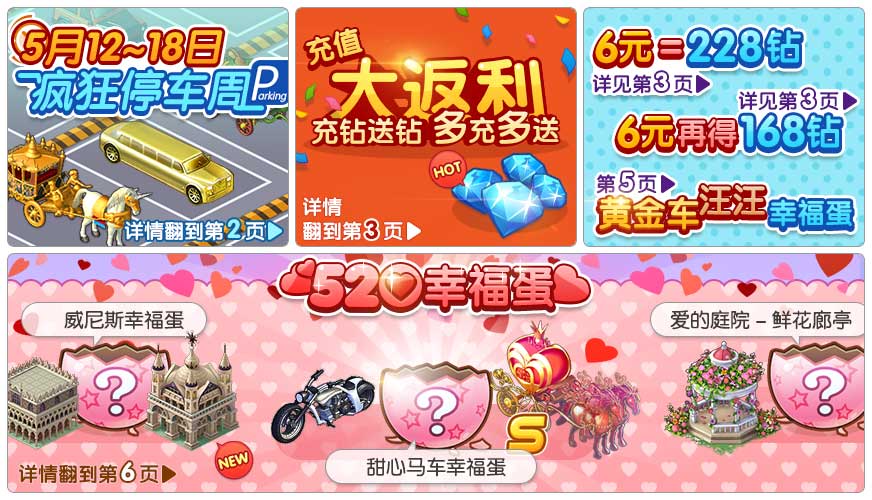 5月12~18日
疯狂停车周
P
Parking
详情翻到第2页
充值
大返利
充钻送钻 多充多送
HOT
详情
翻到第3页
6元=228钻
详见第3页
详见第3页
6元再得168钻
第5页
黄金车汪汪幸福蛋
520幸福蛋
威尼斯幸福蛋
爱的庭院-鲜花廊亭
?
?
?
S
甜心马车幸福蛋
NEW
详情翻到第6页